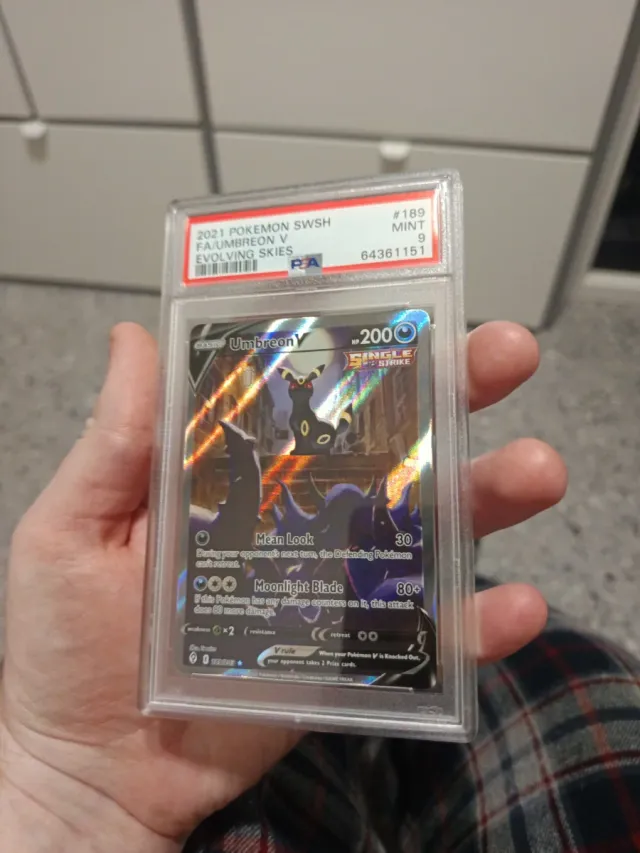 2021 POKEMON SWSH #189
FA/UMBREON V MINT
EVOLVING SKIES 9
PSA 64361151
BASIC Umbreon V HP 200
SINGLE STRIKE
Mean Look 30
During your opponent's next turn, the Defending Pokémon
can't retreat.
Moonlight Blade 80+
If this Pokémon has any damage counters on it, this attack
does 80 more damage.
weakness ×2 resistance retreat
V rule When your Pokémon V is Knocked Out,
your opponent takes 2 Prize cards.